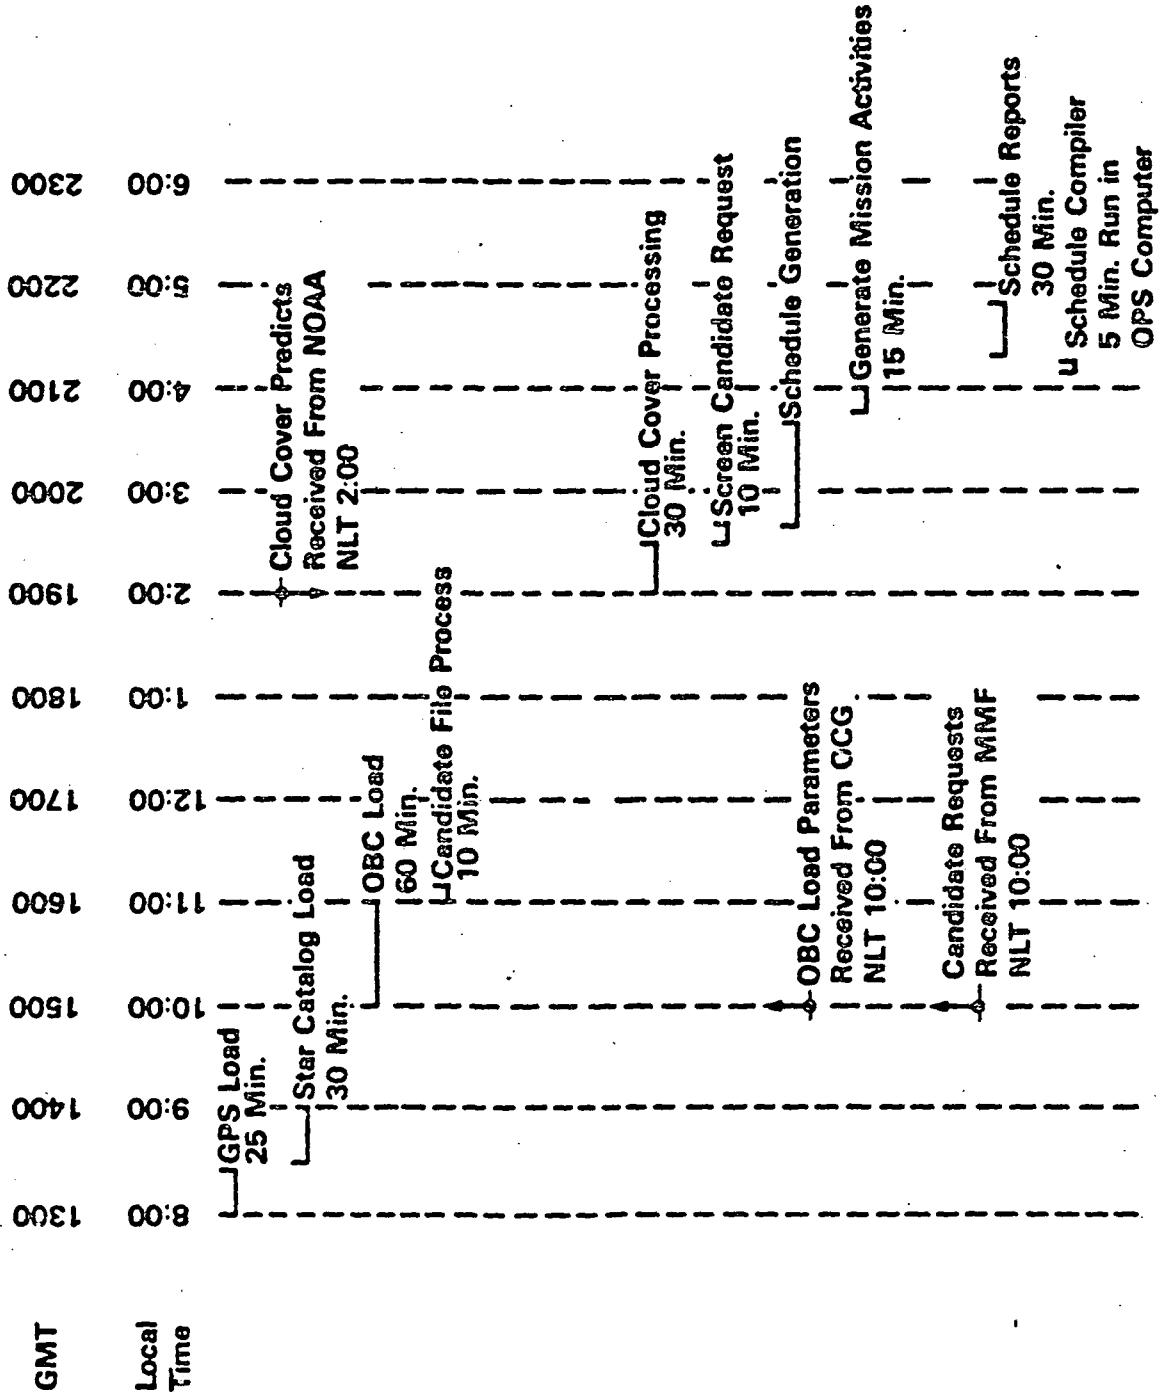 GMT
1300
1400
1500
1600
1700
1800
1900
2000
2100
2200
2300
Local
Time
8:00
9:00
10:00
11:00
12:00
1:00
2:00
3:00
4:00
5:00
6:00
GPS Load
25 Min.
Star Catalog Load
30 Min.
OBC Load
60 Min.
Candidate File Process
10 Min.
Cloud Cover Predicts
Received From NOAA
NLT 2:00
Cloud Cover Processing
30 Min.
Screen Candidate Request
10 Min.
Schedule Generation
Generate Mission Activities
15 Min.
OBC Load Parameters
Received From OCG
NLT 10:00
Candidate Requests
Received From MMF
NLT 10:00
Schedule Reports
30 Min.
Schedule Compiler
5 Min. Run in
OPS Computer